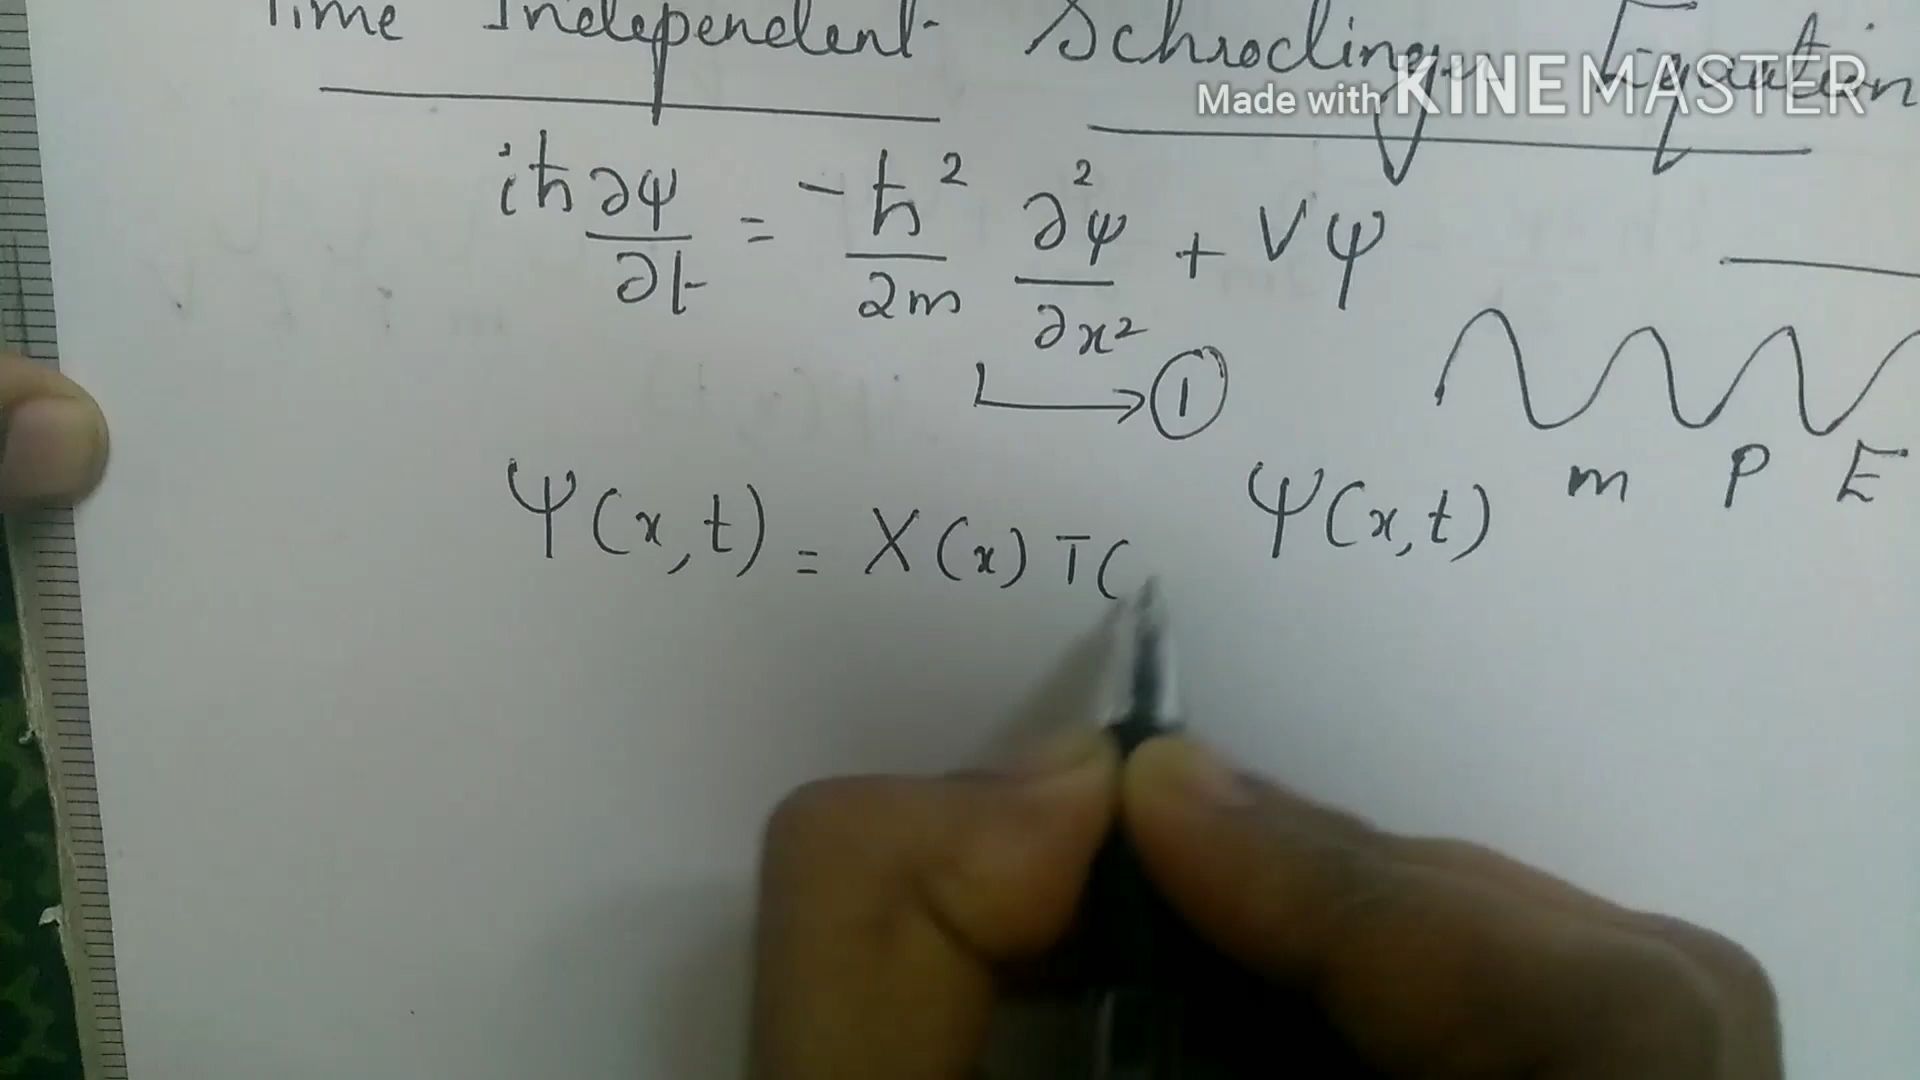 Time Independent Schrodinger Equation
Made with KINEMASTER
iħ ∂ψ/∂t = -ħ²/2m ∂²ψ/∂x² + Vψ
→ 1
m P E
Ψ(x,t) = X(x) T( Ψ(x,t)